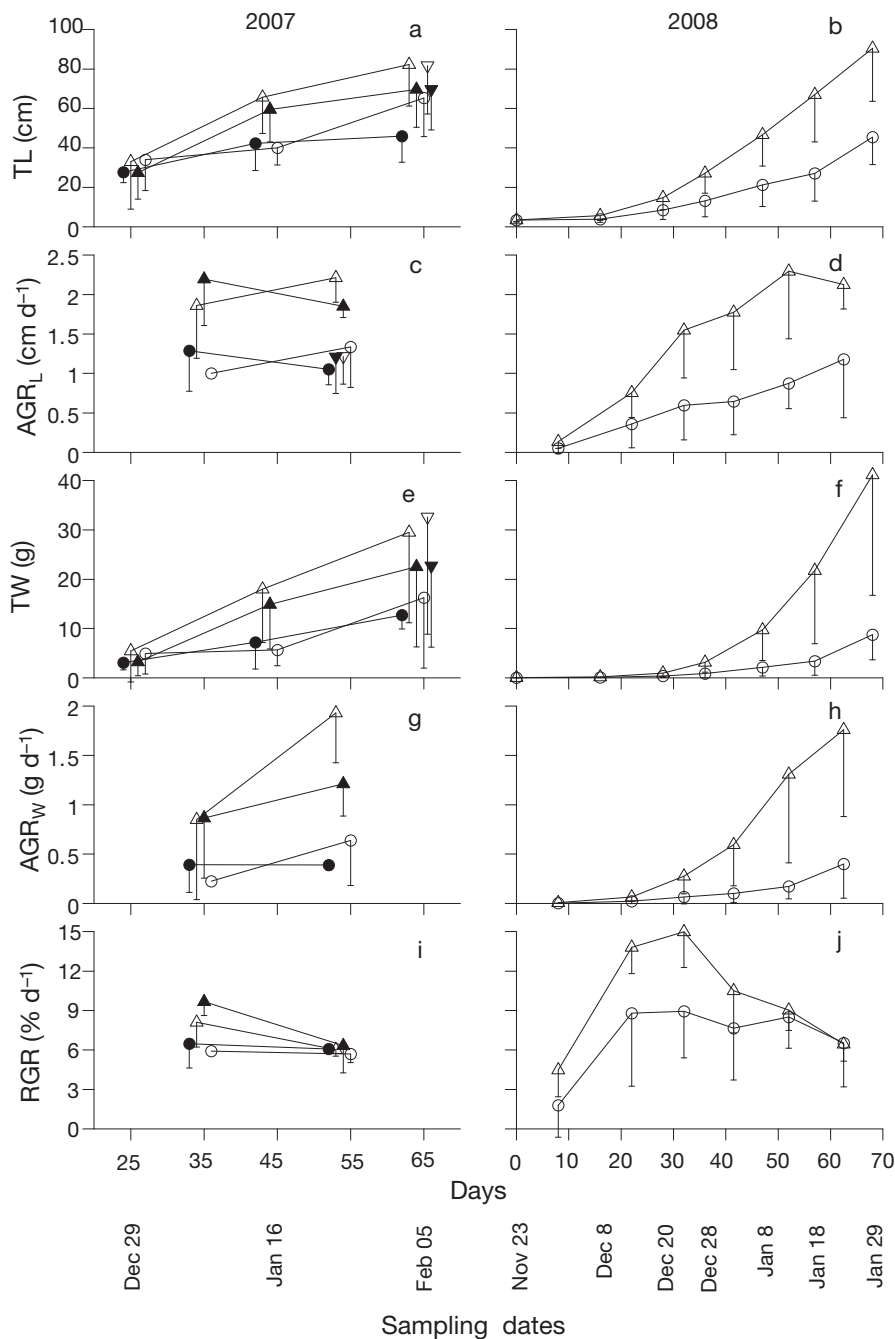 2007
2008
a
b
TL (cm)
100
80
60
40
20
0
c
d
AGR_L (cm d⁻¹)
2.5
2
1.5
1
0.5
0
e
f
TW (g)
40
30
20
10
0
g
h
AGR_W (g d⁻¹)
2
1.5
1
0.5
0
i
j
RGR (% d⁻¹)
15
12
9
6
3
0
25 35 45 55 65
0 10 20 30 40 50 60 70
Days
Dec 29
Jan 16
Feb 05
Nov 23
Dec 8
Dec 20
Dec 28
Jan 8
Jan 18
Jan 29
Sampling dates